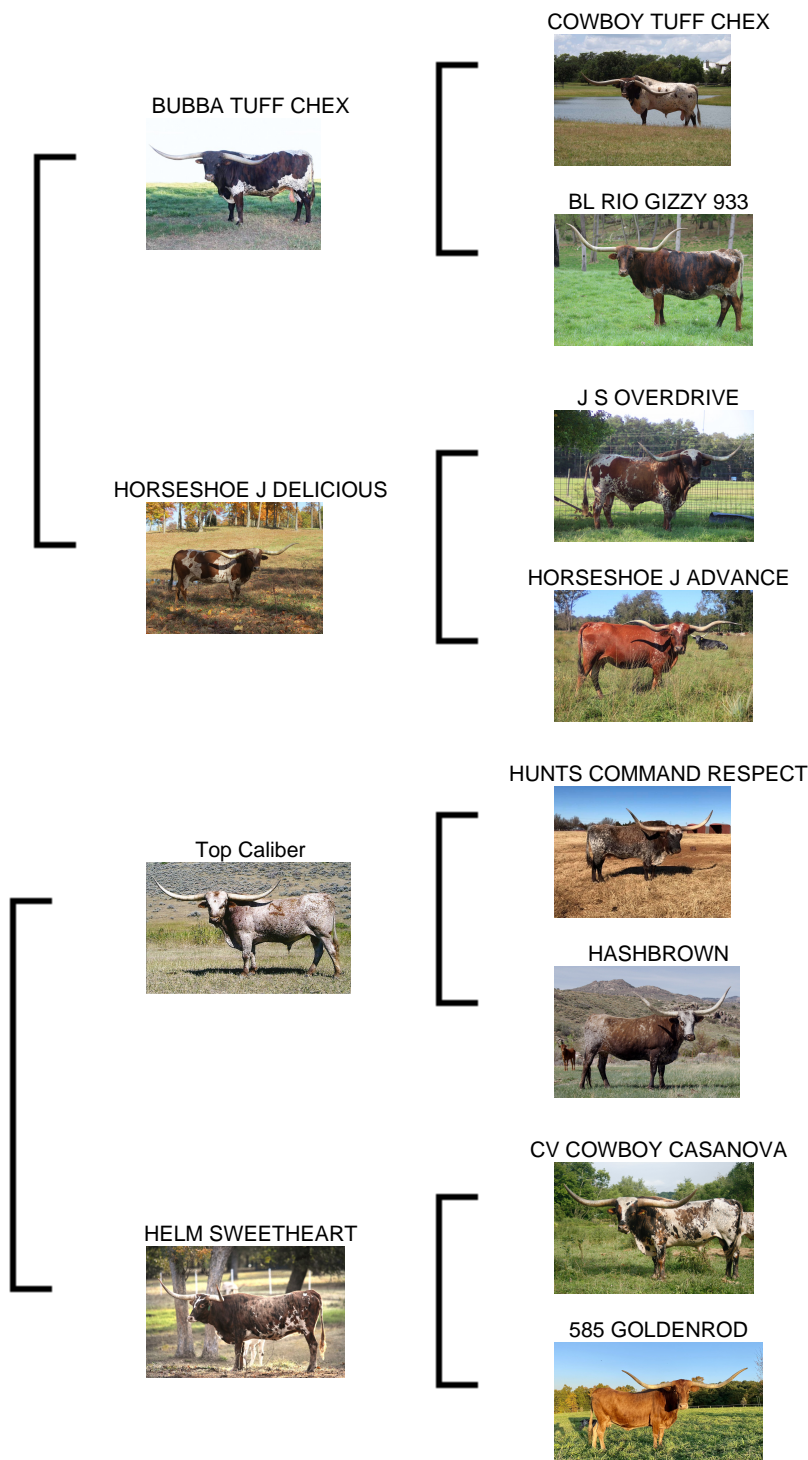 COWBOY TUFF CHEX
BUBBA TUFF CHEX
BL RIO GIZZY 933
J S OVERDRIVE
HORSESHOE J DELICIOUS
HORSESHOE J ADVANCE
HUNTS COMMAND RESPECT
Top Caliber
HASHBROWN
CV COWBOY CASANOVA
HELM SWEETHEART
585 GOLDENROD